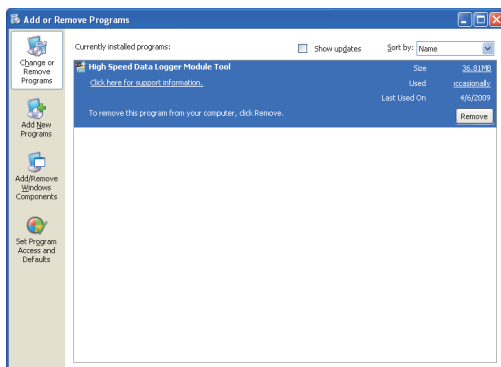 Add or Remove Programs
Change or
Remove
Programs
Add New
Programs
Add/Remove
Windows
Components
Set Program
Access and
Defaults
Currently installed programs:
Show updates
Sort by: Name
High Speed Data Logger Module Tool
Size 36.81MB
Click here for support information.
Used ccasionally
Last Used On 4/6/2009
To remove this program from your computer, click Remove.
Remove